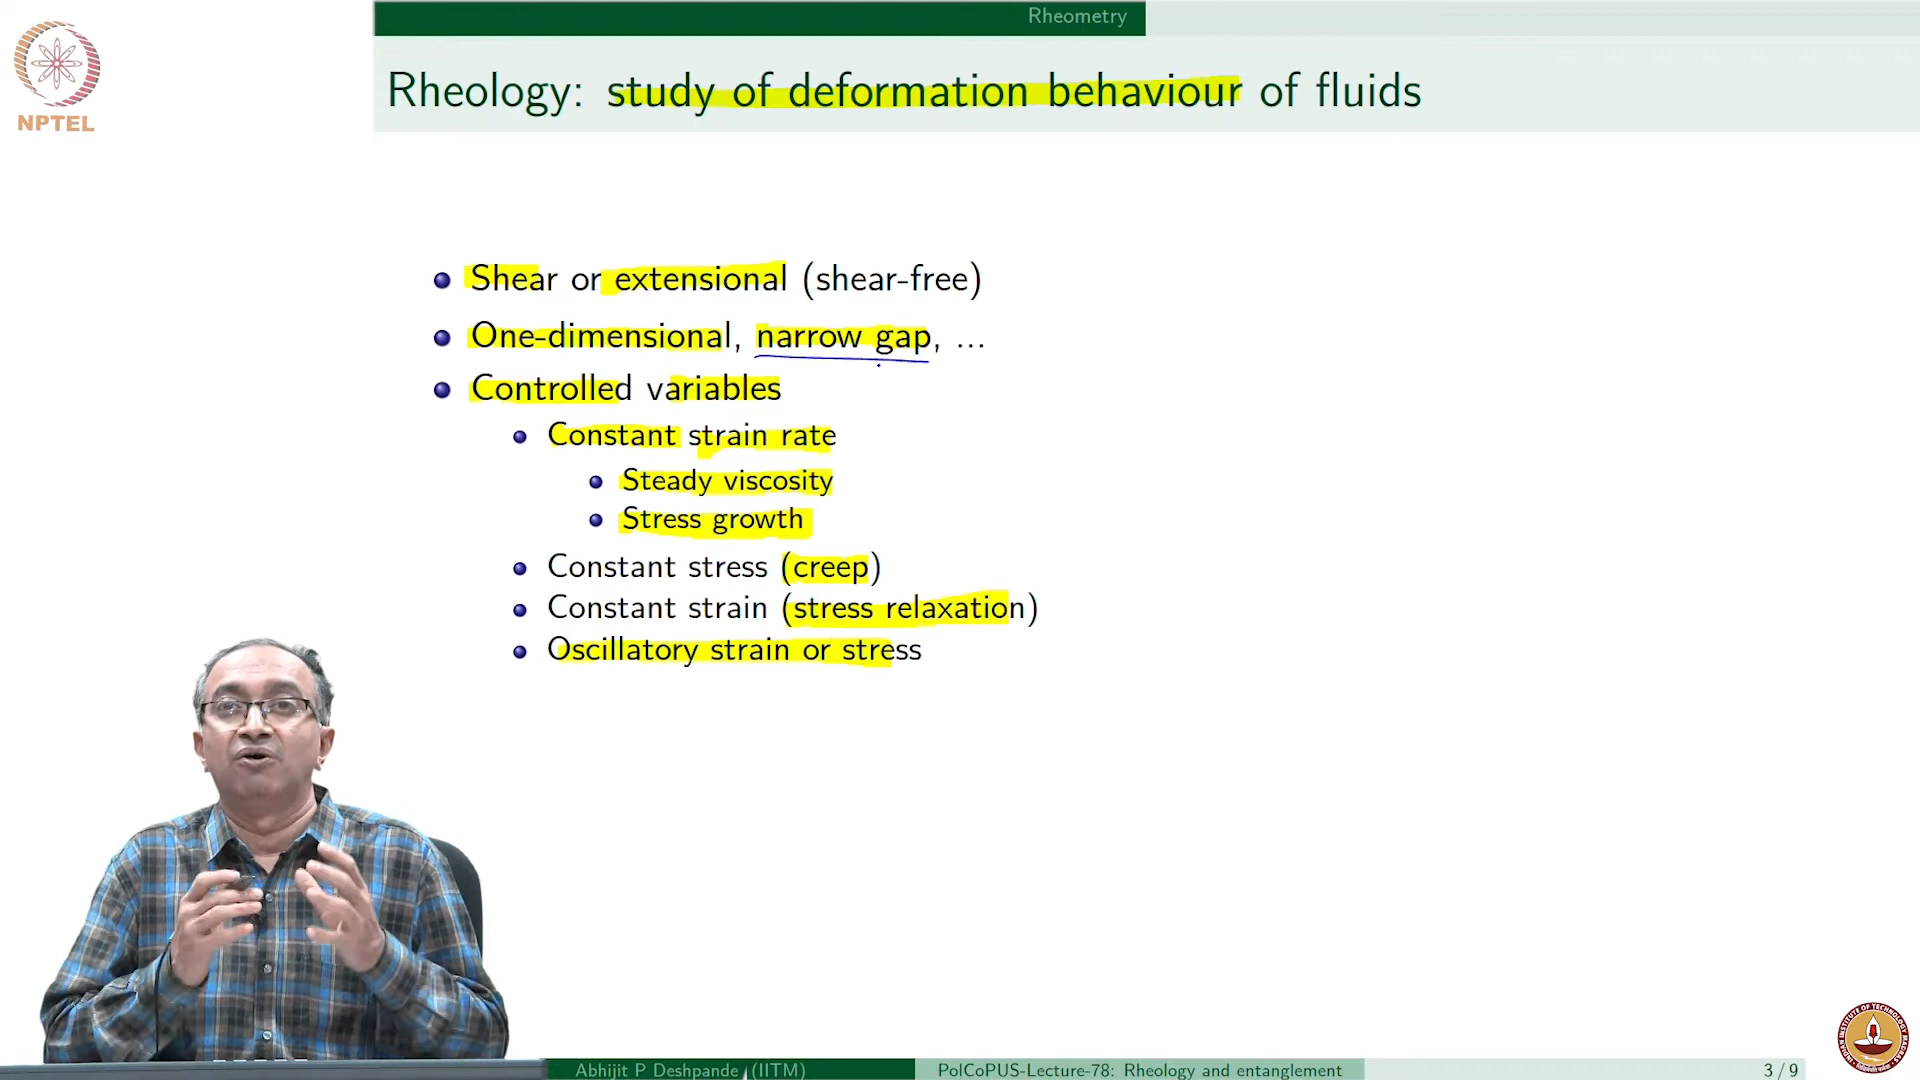 Rheometry
NPTEL
Rheology: study of deformation behaviour of fluids
Shear or extensional (shear-free)
One-dimensional, narrow gap, ...
Controlled variables
Constant strain rate
Steady viscosity
Stress growth
Constant stress (creep)
Constant strain (stress relaxation)
Oscillatory strain or stress
Abhijit P Deshpande (IITM)
PolCoPUS-Lecture-78: Rheology and entanglement
3 / 9